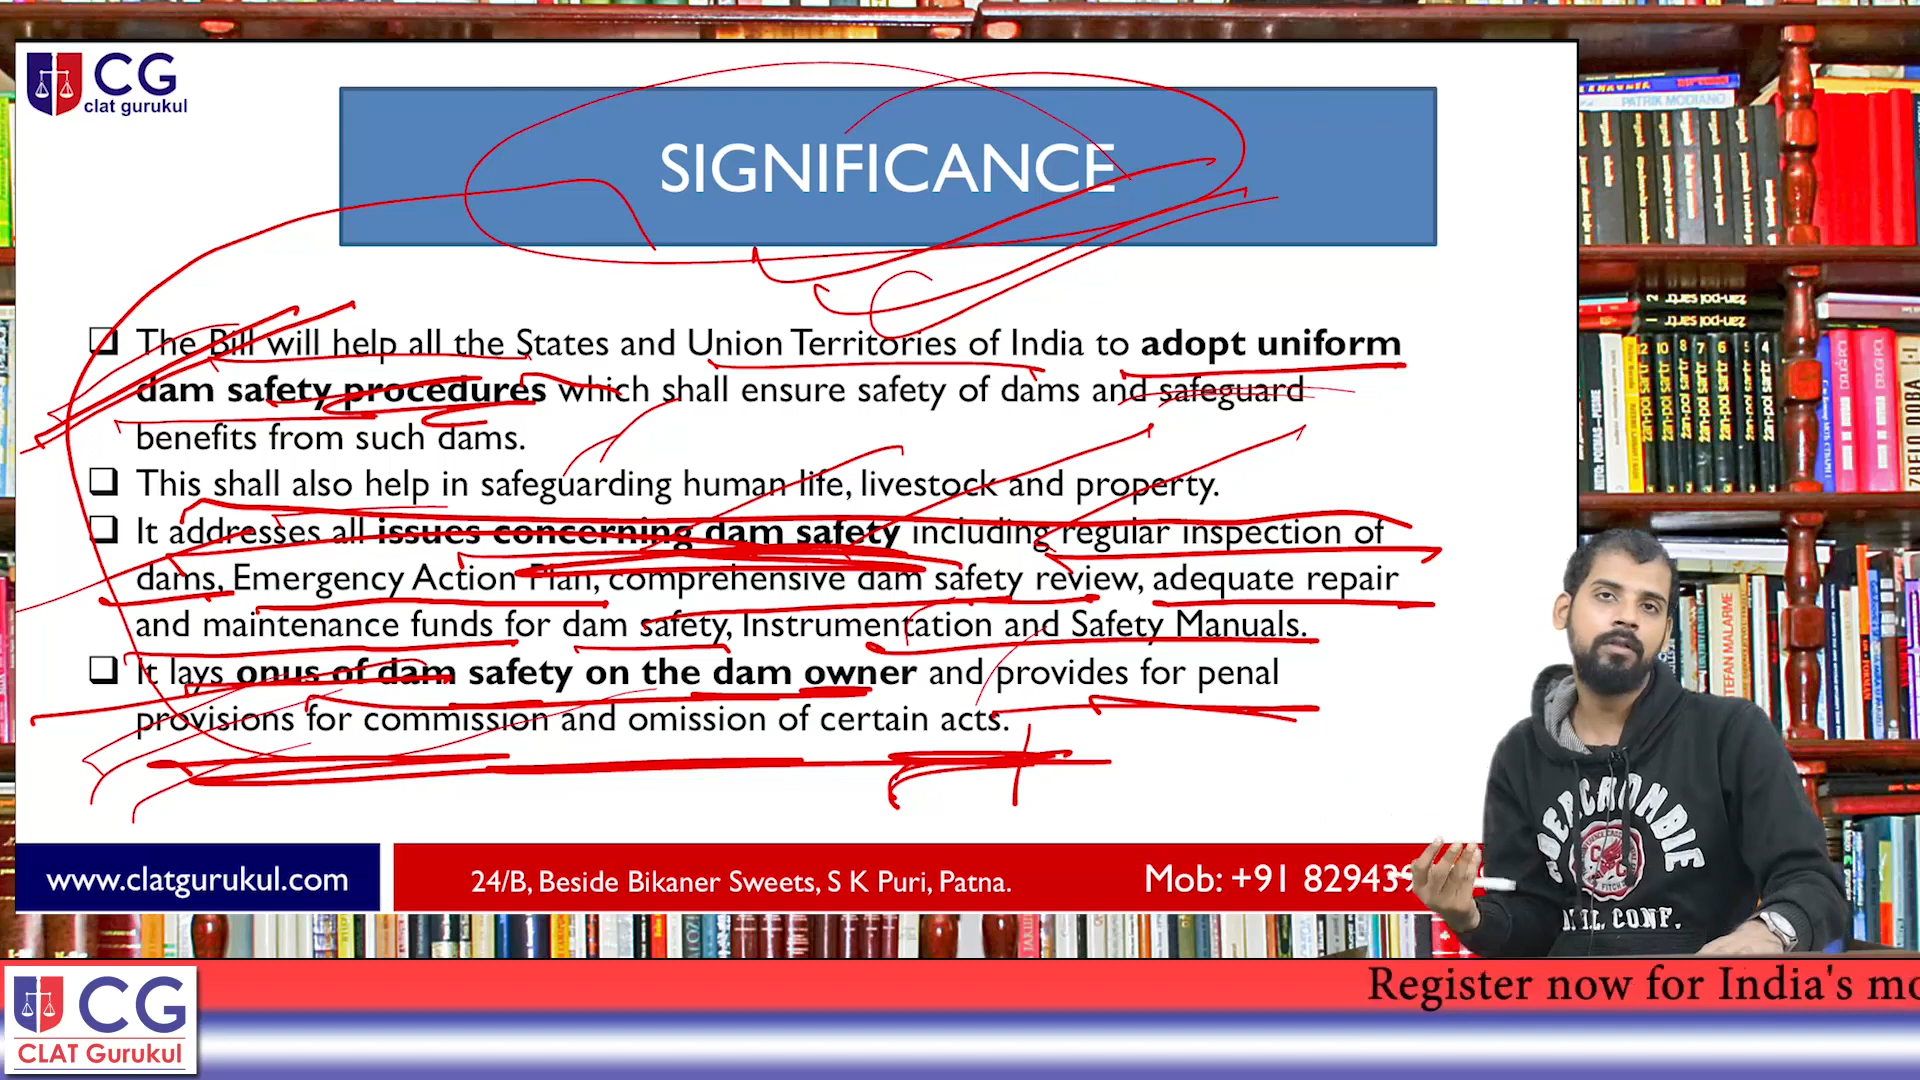 CG
clat gurukul
SIGNIFICANCE
The Bill will help all the States and Union Territories of India to adopt uniform
dam safety procedures which shall ensure safety of dams and safeguard
benefits from such dams.
This shall also help in safeguarding human life, livestock and property.
It addresses all issues concerning dam safety including regular inspection of
dams, Emergency Action Plan, comprehensive dam safety review, adequate repair
and maintenance funds for dam safety, Instrumentation and Safety Manuals.
It lays onus of dam safety on the dam owner and provides for penal
provisions for commission and omission of certain acts.
www.clatgurukul.com
24/B, Beside Bikaner Sweets, S K Puri, Patna.
Mob: +91 8294
PATRIK MODIANO
STEFAN MALARME
CG
CLAT Gurukul
Register now for India's mo